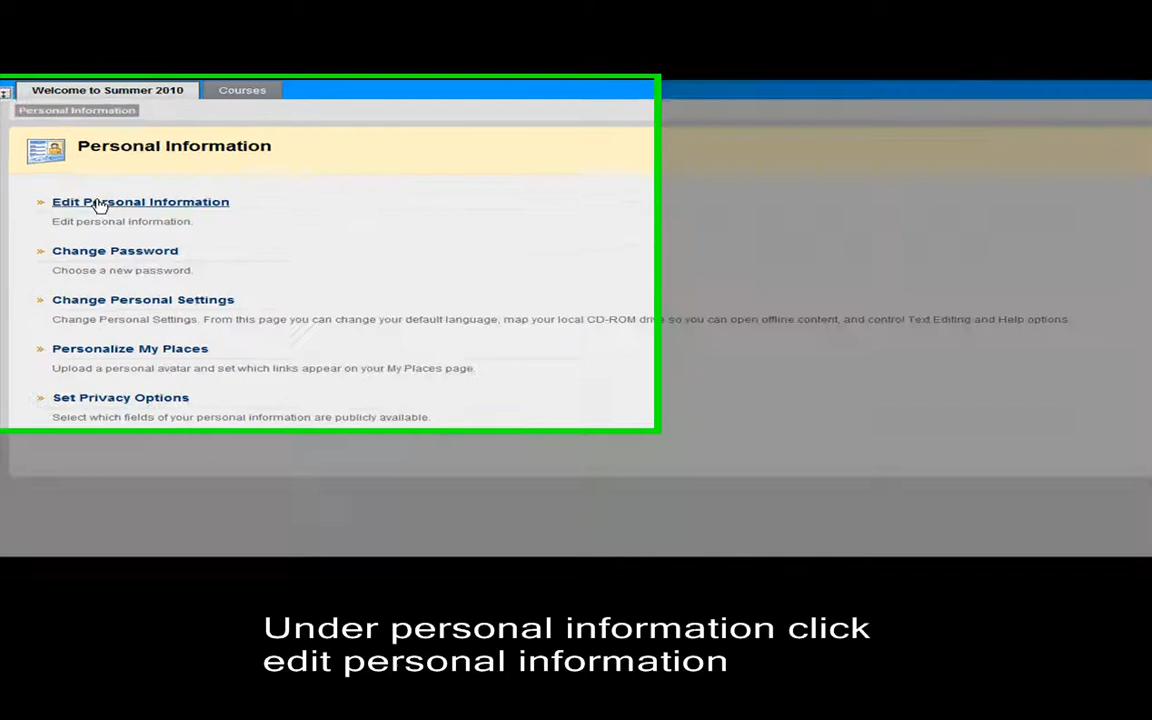 Welcome to Summer 2010 Courses
Personal Information
Personal Information
Edit Personal Information
Edit personal information.
Change Password
Choose a new password.
Change Personal Settings
Change Personal Settings. From this page you can change your default language, map your local CD-ROM drive so you can open offline content, and control Text Editing and Help options.
Personalize My Places
Upload a personal avatar and set which links appear on your My Places page.
Set Privacy Options
Select which fields of your personal information are publicly available.
Under personal information click
edit personal information